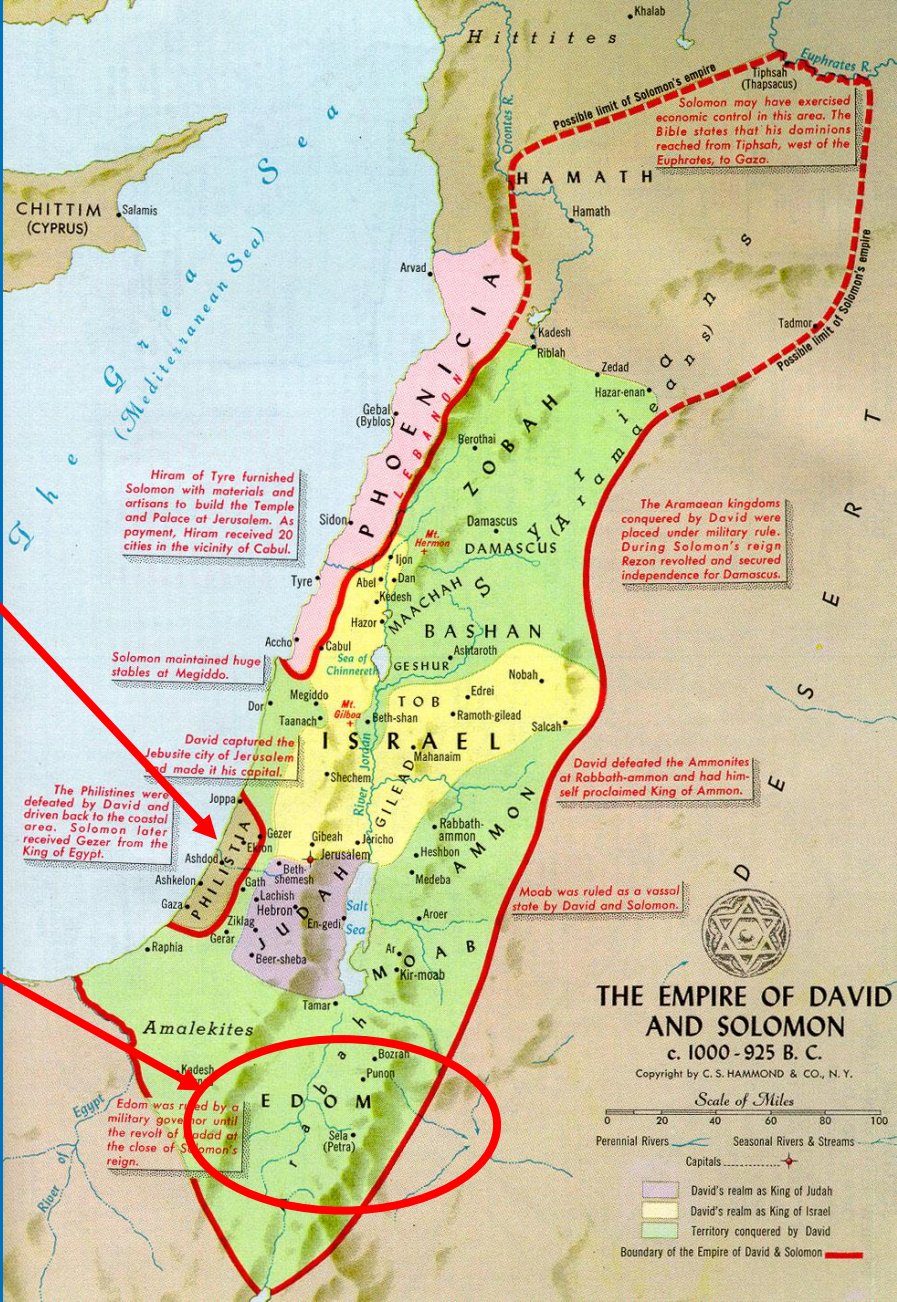 Khalab
Hittites
Euphrates R.
Tiphsah
(Thapsacus)
Possible limit of Solomon's empire
Solomon may have exercised
economic control in this area. The
Bible states that his dominions
reached from Tiphsah, west of the
Euphrates, to Gaza.
Orontes R.
HAMATH
Hamath
CHITTIM
(CYPRUS)
Salamis
The Great Sea
(Mediterranean Sea)
Arvad
PHOENICIA
LEBANON
Kadesh
Riblah
Tadmor
Possible limit of Solomon's empire
Zedad
Hazar-enan
Gebal
(Byblos)
ZOBAH
Berothai
Syrians
(Aramaeans)
DESERT
Hiram of Tyre furnished
Solomon with materials and
artisans to build the Temple
and Palace at Jerusalem. As
payment, Hiram received 20
cities in the vicinity of Cabul.
The Aramaean kingdoms
conquered by David were
placed under military rule.
During Solomon's reign
Rezon revolted and secured
independence for Damascus.
Sidon
Damascus
DAMASCUS
Mt.
Hermon
Ijon
Tyre
Abel
Dan
Kedesh
MAACHAH
Hazor
BASHAN
Accho
Cabul
Sea of
Chinnereth
GESHUR
Ashtaroth
Solomon maintained huge
stables at Megiddo.
Nobah
Edrei
TOB
Dor
Megiddo
Mt.
Gilboa
Taanach
Beth-shan
Ramoth-gilead
Salcah
ISRAEL
David captured the
Jebusite city of Jerusalem
and made it his capital.
Mahanaim
Shechem
River Jordan
GILEAD
David defeated the Ammonites
at Rabbath-ammon and had him-
self proclaimed King of Ammon.
The Philistines were
defeated by David and
driven back to the coastal
area. Solomon later
received Gezer from the
King of Egypt.
Joppa
PHILISTIA
Gezer
Ekron
Gibeah
Jericho
Jerusalem
Rabbath-
ammon
AMMON
Heshbon
Medeba
Ashdod
Beth-
shemesh
Ashkelon
Gath
Lachish
JUDAH
Hebron
Salt
Sea
En-gedi
Gaza
Ziklag
Gerar
Aroer
Moab was ruled as a vassal
state by David and Solomon.
Raphia
Beer-sheba
Ar
MOAB
Kir-moab
Tamar
Amalekites
Arabah
Kadesh
Bozrah
Punon
EDOM
Sela
(Petra)
Edom was ruled by a
military governor until
the revolt of Hadad at
the close of Solomon's
reign.
River of Egypt
THE EMPIRE OF DAVID
AND SOLOMON
c. 1000-925 B. C.
Copyright by C. S. HAMMOND & CO., N. Y.
Scale of Miles
0 20 40 60 80 100
Perennial Rivers
Seasonal Rivers & Streams
Capitals
David's realm as King of Judah
David's realm as King of Israel
Territory conquered by David
Boundary of the Empire of David & Solomon